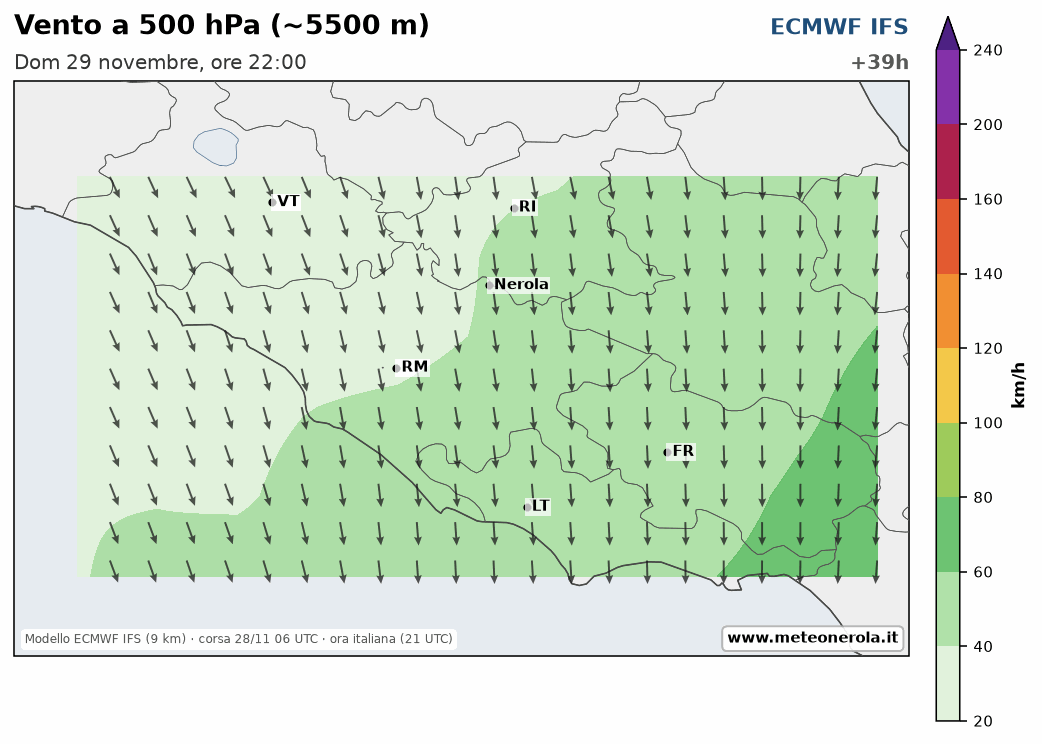 Vento a 500 hPa (~5500 m)
ECMWF IFS
Dom 29 novembre, ore 22:00
+39h
VT
RI
Nerola
RM
FR
LT
240
200
160
140
120
100
80
60
40
20
km/h
Modello ECMWF IFS (9 km) · corsa 28/11 06 UTC · ora italiana (21 UTC)
www.meteonerola.it